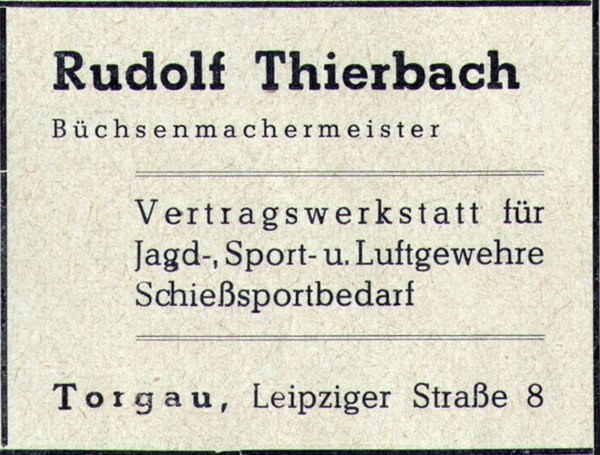 Rudolf Thierbach
Büchsenmachermeister
Vertragswerkstatt für
Jagd-, Sport- u. Luftgewehre
Schießsportbedarf
Torgau, Leipziger Straße 8